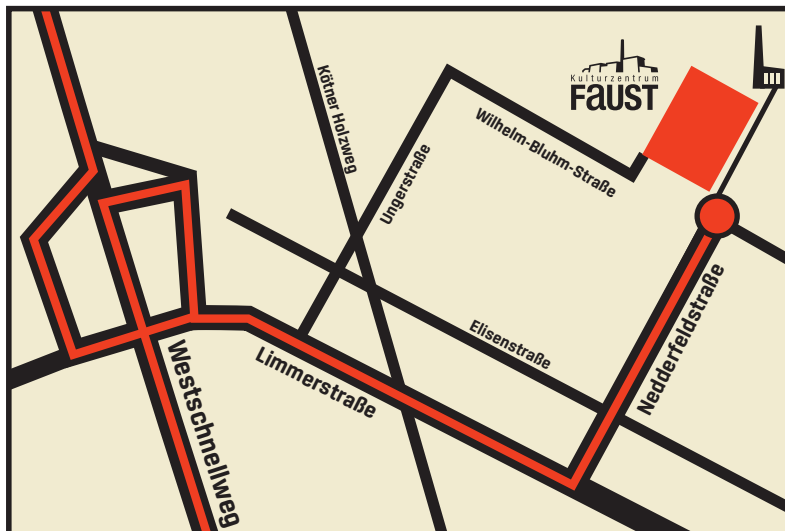 Kötner Holzweg
Kulturzentrum
FAUST
Wilhelm-Bluhm-Straße
Ungerstraße
Elisenstraße
Nedderfeldstraße
Limmerstraße
Westschnellweg